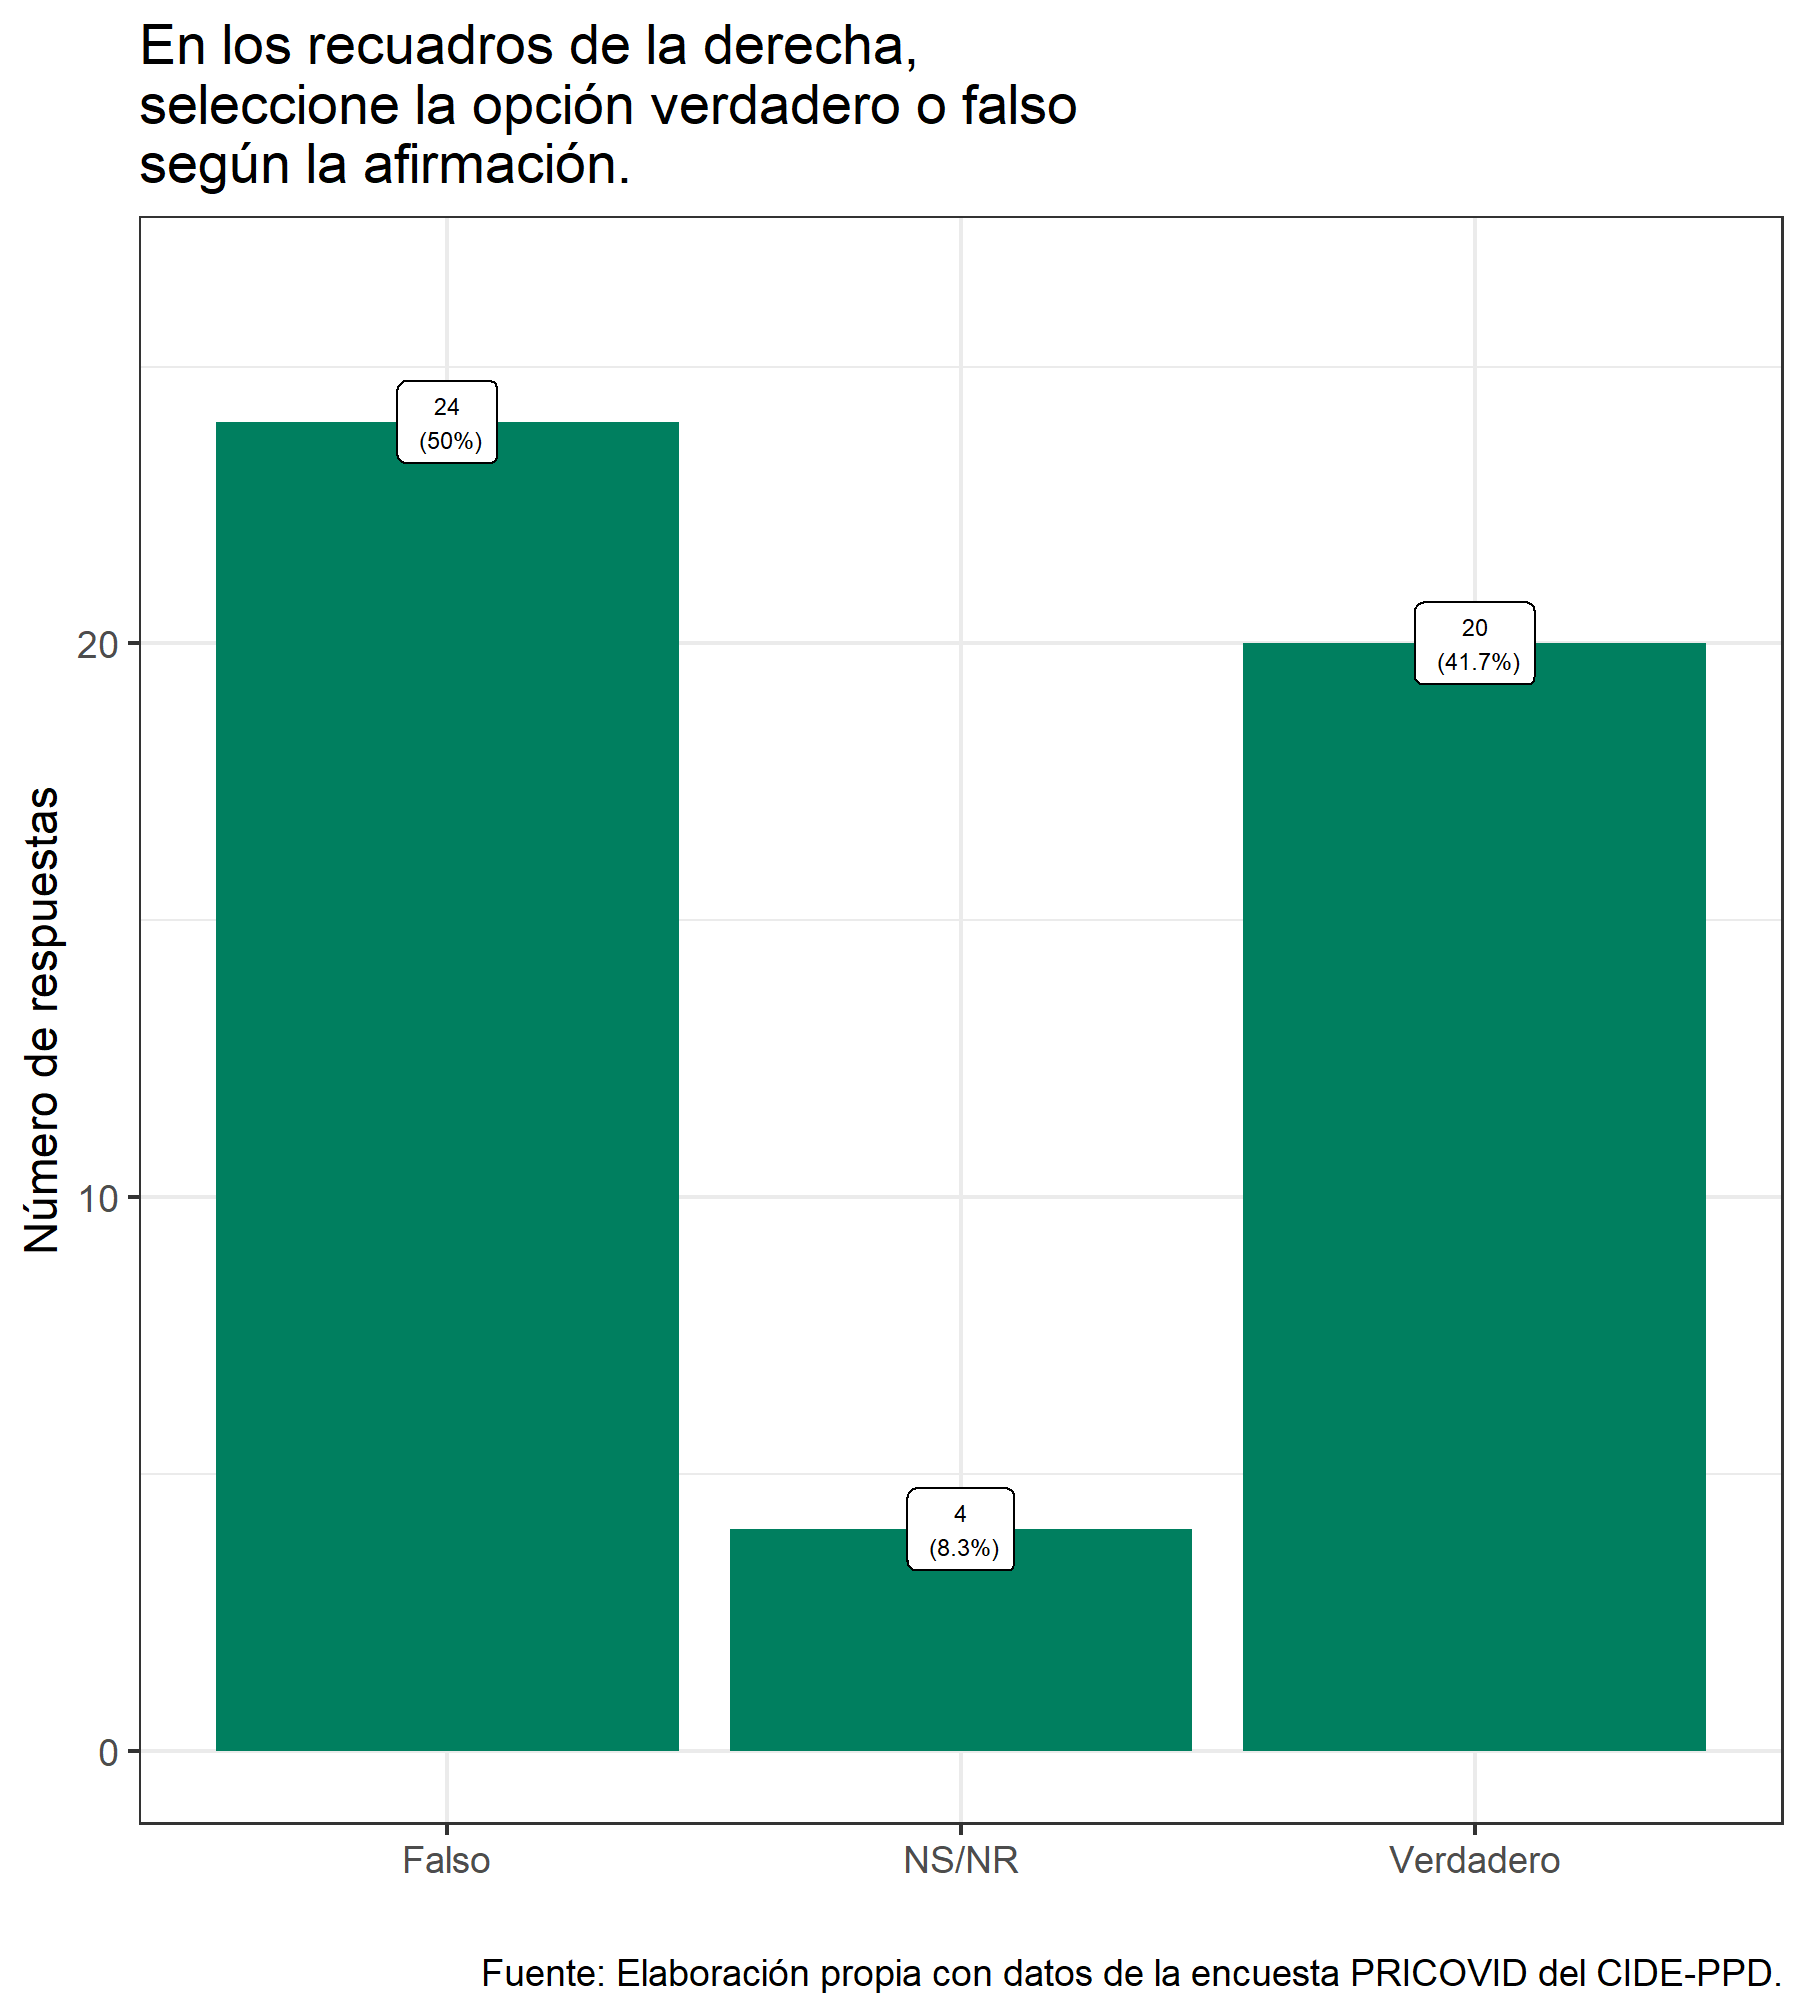 En los recuadros de la derecha,
seleccione la opción verdadero o falso
según la afirmación.
Número de respuestas
20
10
0
24
(50%)
4
(8.3%)
20
(41.7%)
Falso
NS/NR
Verdadero
Fuente: Elaboración propia con datos de la encuesta PRICOVID del CIDE-PPD.